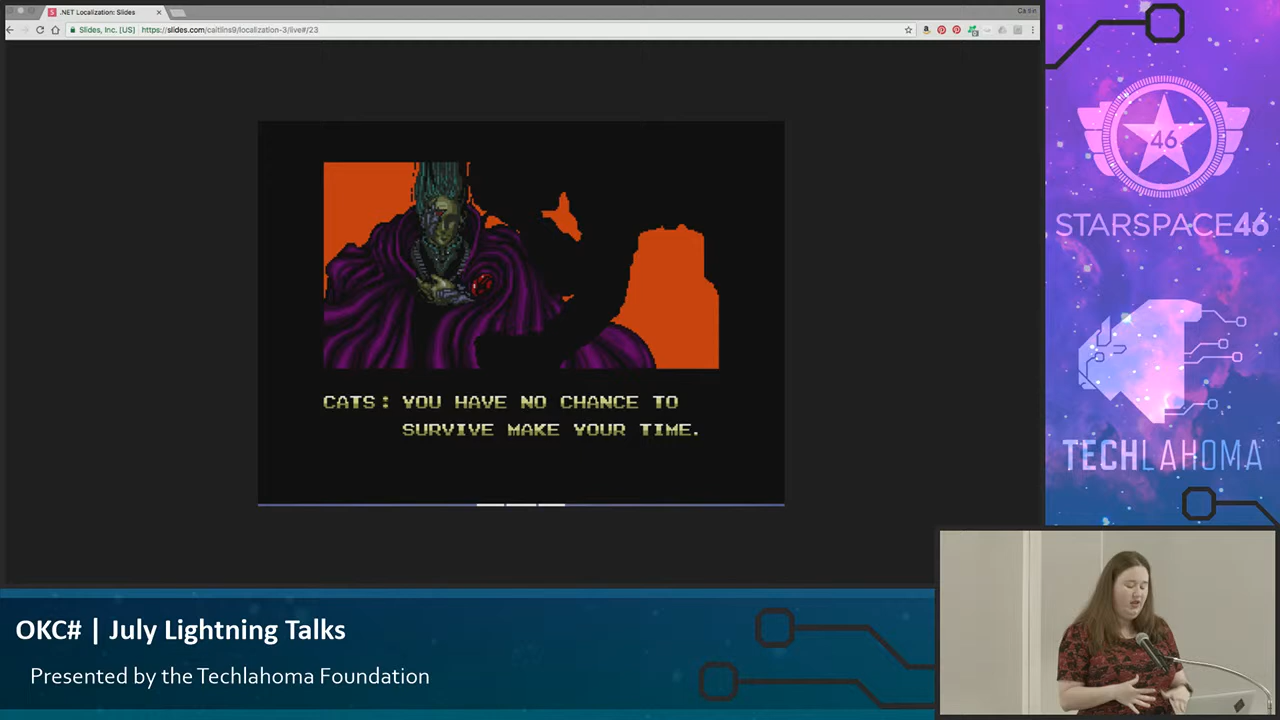 .NET Localization: Slides
Caitlin
Slides, Inc. [US]
https://slides.com/caitlins9/localization-3/live#/23
CATS: YOU HAVE NO CHANCE TO
SURVIVE MAKE YOUR TIME.
46
STARSPACE46
TECHLAHOMA
OKC# | July Lightning Talks
Presented by the Techlahoma Foundation